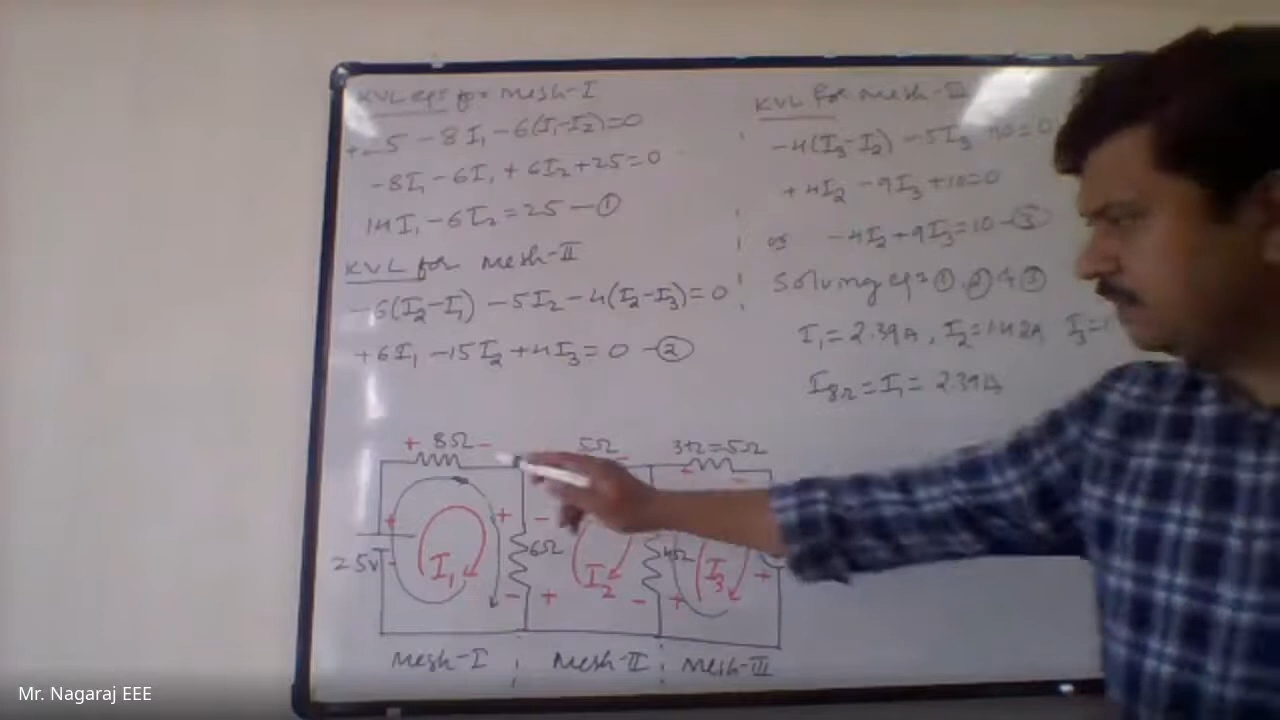 KVL eqs for Mesh-I
+25 - 8I₁ - 6(I₁-I₂)=0
-8I₁ - 6I₁ + 6I₂ + 25 = 0
14I₁ - 6I₂ = 25 - ①
KVL for Mesh-II
-6(I₂-I₁) - 5I₂ - 4(I₂-I₃) = 0
+6I₁ - 15I₂ + 4I₃ = 0 - ②
KVL for Mesh-III
-4(I₃-I₂) - 5I₃ +10=0
+4I₂ - 9I₃ + 10 = 0
or -4I₂ + 9I₃ = 10 - ③
Solving eqs ①, ② & ③
I₁ = 2.39A, I₂ = 1.42A I₃ = 1
I8Ω = I₁ = 2.39A
+ 8Ω -
5Ω
3+2=5Ω
25V
I₁
6Ω
I₂
4Ω
I₃
Mesh-I
Mesh-II
Mesh-III
Mr. Nagaraj EEE